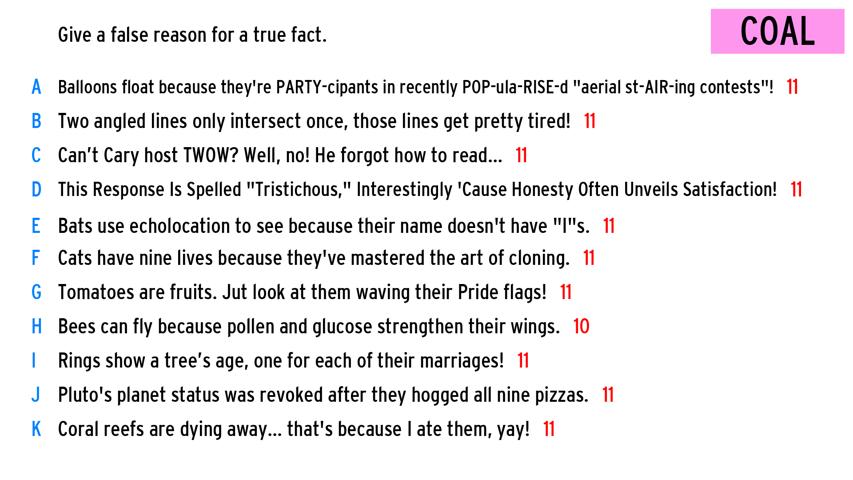 Give a false reason for a true fact.
COAL
A Balloons float because they're PARTY-cipants in recently POP-ula-RISE-d "aerial st-AIR-ing contests"! 11
B Two angled lines only intersect once, those lines get pretty tired! 11
C Can't Cary host TWOW? Well, no! He forgot how to read... 11
D This Response Is Spelled "Tristichous," Interestingly 'Cause Honesty Often Unveils Satisfaction! 11
E Bats use echolocation to see because their name doesn't have "I"s. 11
F Cats have nine lives because they've mastered the art of cloning. 11
G Tomatoes are fruits. Jut look at them waving their Pride flags! 11
H Bees can fly because pollen and glucose strengthen their wings. 10
I Rings show a tree's age, one for each of their marriages! 11
J Pluto's planet status was revoked after they hogged all nine pizzas. 11
K Coral reefs are dying away... that's because I ate them, yay! 11